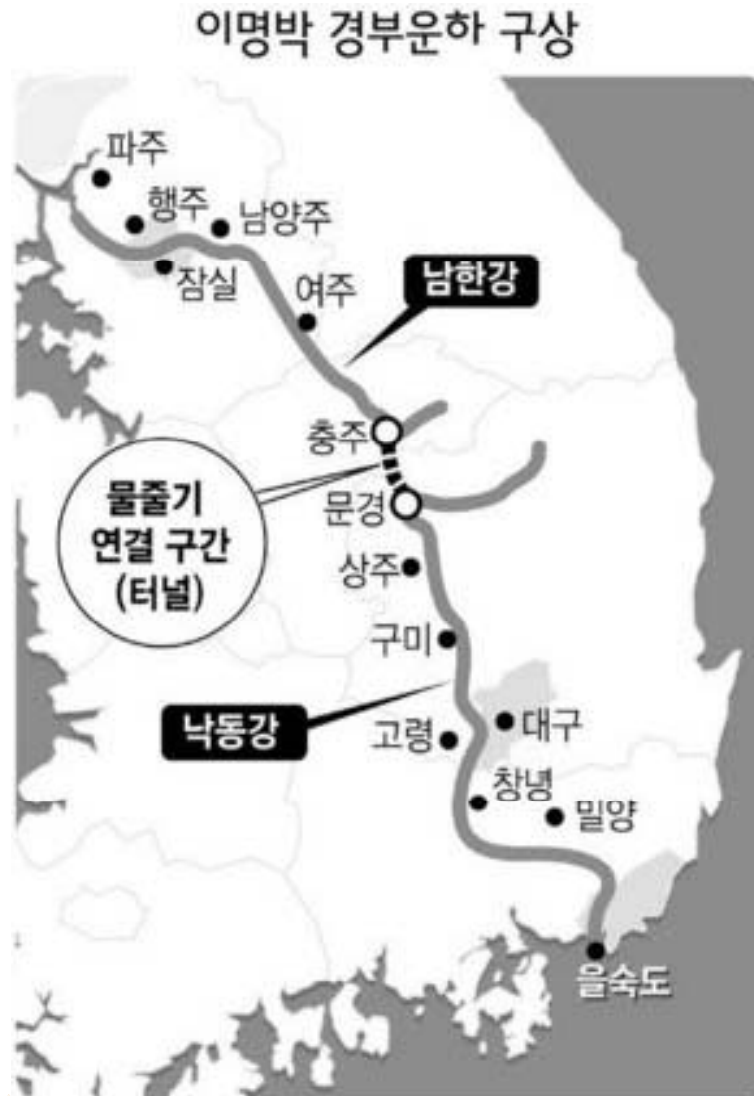 이명박 경부운하 구상
파주
행주
남양주
잠실
여주
남한강
충주
물줄기
연결 구간
(터널)
문경
상주
구미
낙동강
고령
대구
창녕
밀양
을숙도